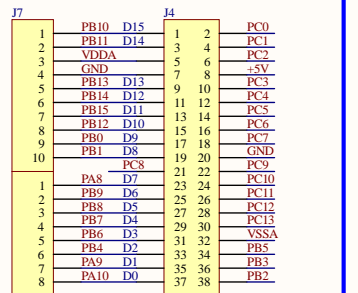 J7 J4
1 PB10 D15 1 2 PC0
2 PB11 D14 3 4 PC1
3 VDDA 5 6 PC2
4 GND 7 8 +5V
5 PB13 D13 9 10 PC3
6 PB14 D12 11 12 PC4
7 PB15 D11 13 14 PC5
8 PB12 D10 15 16 PC6
9 PB0 D9 17 18 PC7
10 PB1 D8 19 20 GND
PC8 21 22 PC9
1 PA8 D7 23 24 PC10
2 PB9 D6 25 26 PC11
3 PB8 D5 27 28 PC12
4 PB7 D4 29 30 PC13
5 PB6 D3 31 32 VSSA
6 PB4 D2 33 34 PB5
7 PA9 D1 35 36 PB3
8 PA10 D0 37 38 PB2